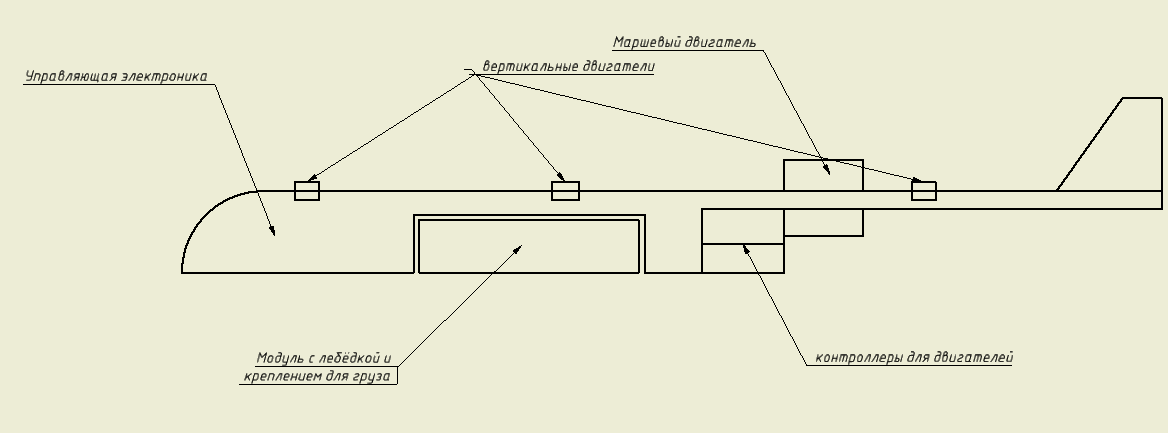 Маршевый двигатель
вертикальные двигатели
Управляющая электроника
Модуль с лебёдкой и
креплением для груза
контроллеры для двигателей